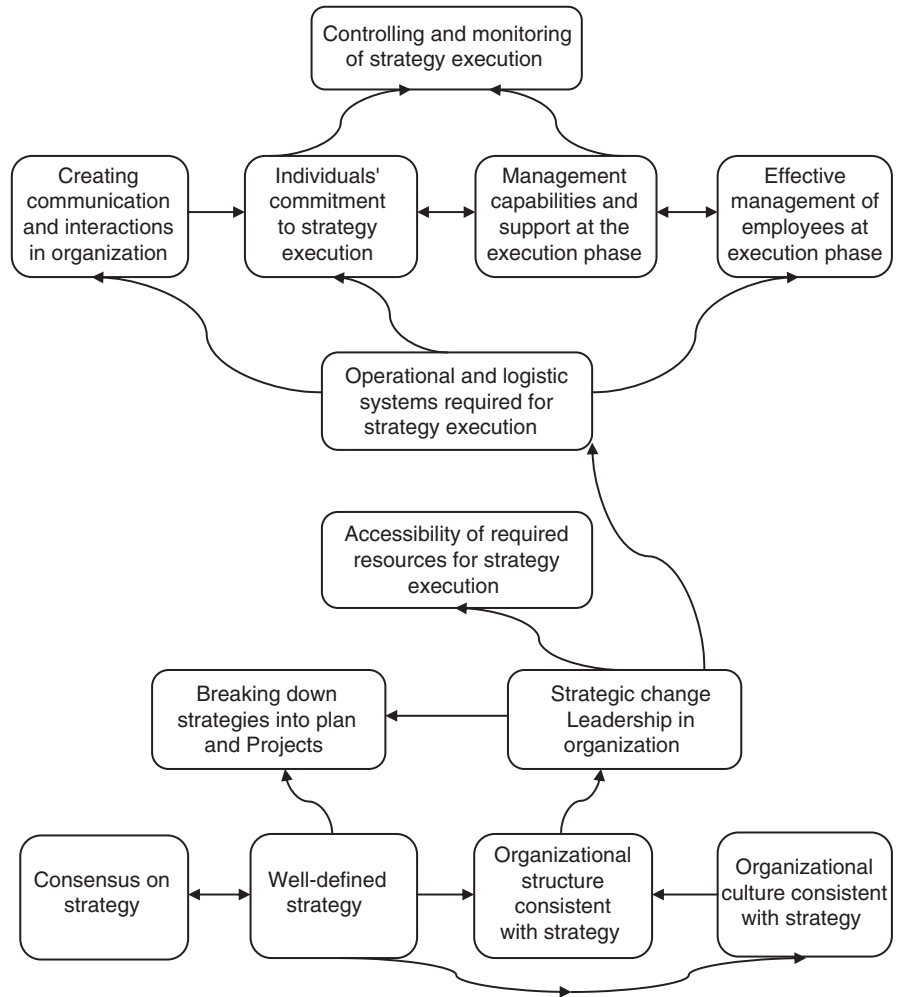 Controlling and monitoring
of strategy execution
Creating
communication
and interactions
in organization
Individuals'
commitment
to strategy
execution
Management
capabilities and
support at the
execution phase
Effective
management of
employees at
execution phase
Operational and logistic
systems required for
strategy execution
Accessibility of required
resources for strategy
execution
Breaking down
strategies into plan
and Projects
Strategic change
Leadership in
organization
Consensus on
strategy
Well-defined
strategy
Organizational
structure
consistent
with strategy
Organizational
culture consistent
with strategy